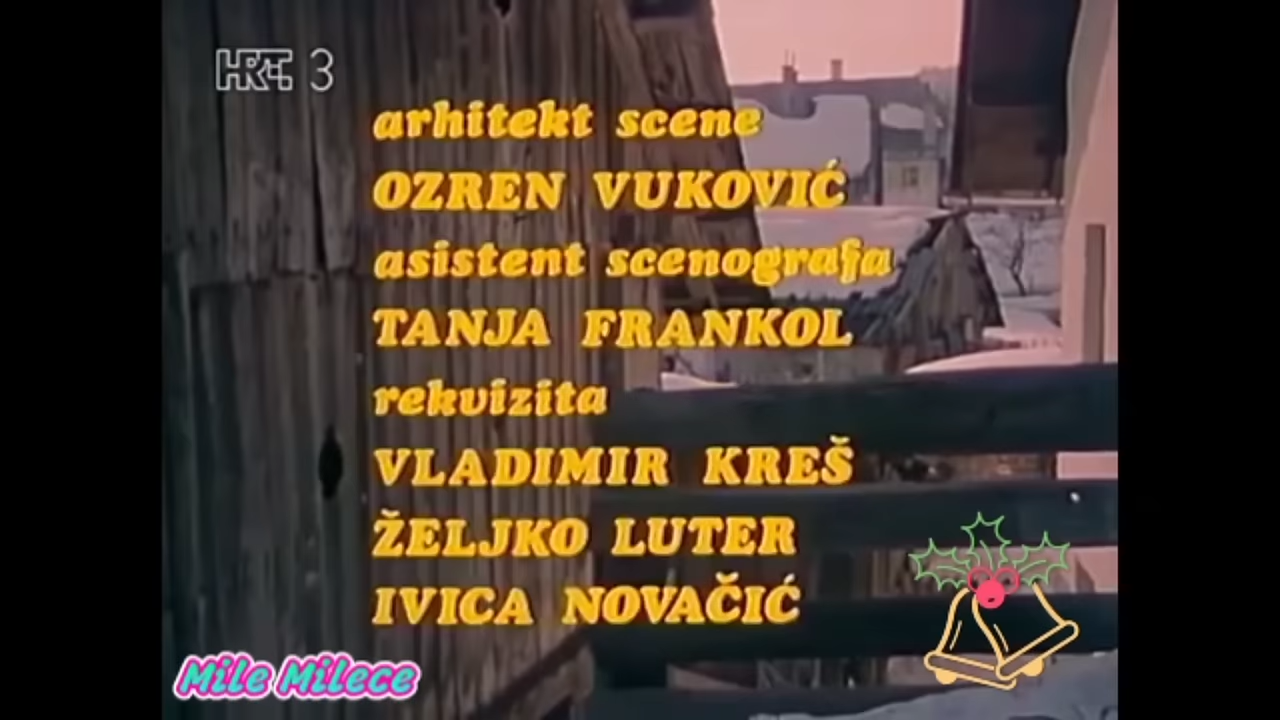 HRT 3
arhitekt scene
OZREN VUKOVIĆ
asistent scenografa
TANJA FRANKOL
rekvizita
VLADIMIR KREŠ
ŽELJKO LUTER
IVICA NOVAČIĆ
Mile Milece